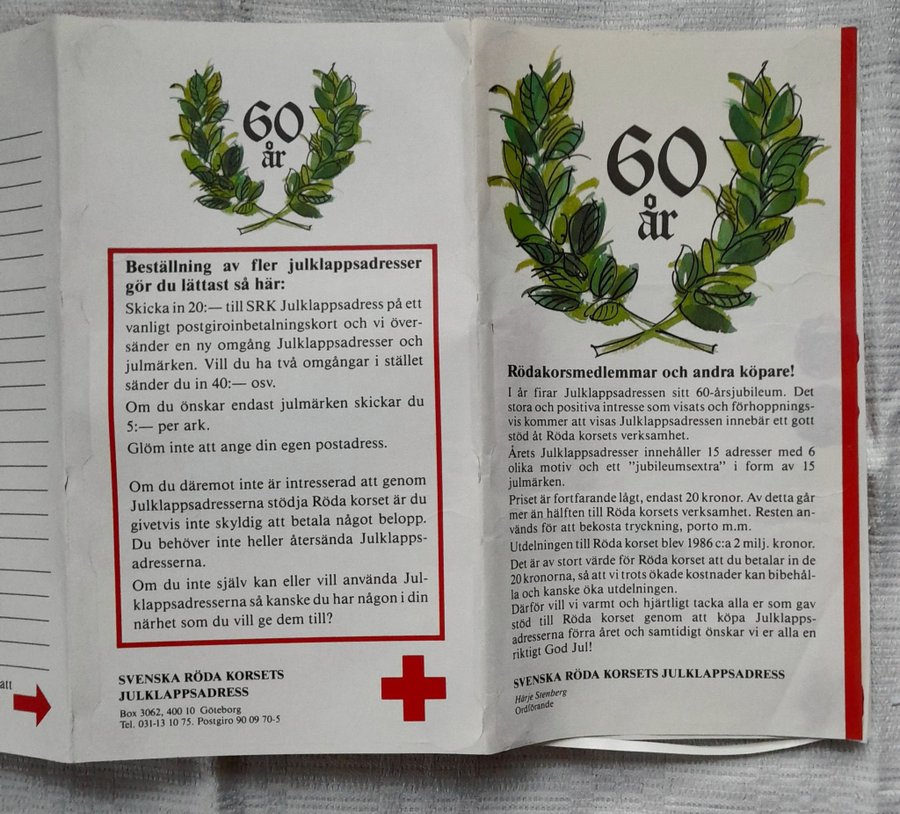 60
år
Beställning av fler julklappsadresser
gör du lättast så här:
Skicka in 20:— till SRK Julklappsadress på ett
vanligt postgiroinbetalningskort och vi över-
sänder en ny omgång Julklappsadresser och
julmärken. Vill du ha två omgångar i stället
sänder du in 40:— osv.
Om du önskar endast julmärken skickar du
5:— per ark.
Glöm inte att ange din egen postadress.
Om du däremot inte är intresserad att genom
Julklappsadresserna stödja Röda korset är du
givetvis inte skyldig att betala något belopp.
Du behöver inte heller återsända Julklapps-
adresserna.
Om du inte själv kan eller vill använda Jul-
klappsadresserna så kanske du har någon i din
närhet som du vill ge dem till?
SVENSKA RÖDA KORSETS
JULKLAPPSADRESS
Box 3062, 400 10 Göteborg
Tel. 031-13 10 75. Postgiro 90 09 70-5
att
60
år
Rödakorsmedlemmar och andra köpare!
I år firar Julklappsadressen sitt 60-årsjubileum. Det
stora och positiva intresse som visats och förhoppnings-
vis kommer att visas Julklappsadressen innebär ett gott
stöd åt Röda korsets verksamhet.
Årets Julklappsadresser innehåller 15 adresser med 6
olika motiv och ett ”jubileumsextra” i form av 15
julmärken.
Priset är fortfarande lågt, endast 20 kronor. Av detta går
mer än hälften till Röda korsets verksamhet. Resten an-
vänds för att bekosta tryckning, porto m.m.
Utdelningen till Röda korset blev 1986 c:a 2 milj. kronor.
Det är av stort värde för Röda korset att du betalar in de
20 kronorna, så att vi trots ökade kostnader kan bibehål-
la och kanske öka utdelningen.
Därför vill vi varmt och hjärtligt tacka alla er som gav
stöd till Röda korset genom att köpa Julklapps-
adresserna förra året och samtidigt önskar vi er alla en
riktigt God Jul!
SVENSKA RÖDA KORSETS JULKLAPPSADRESS
Härje Stenberg
Ordförande